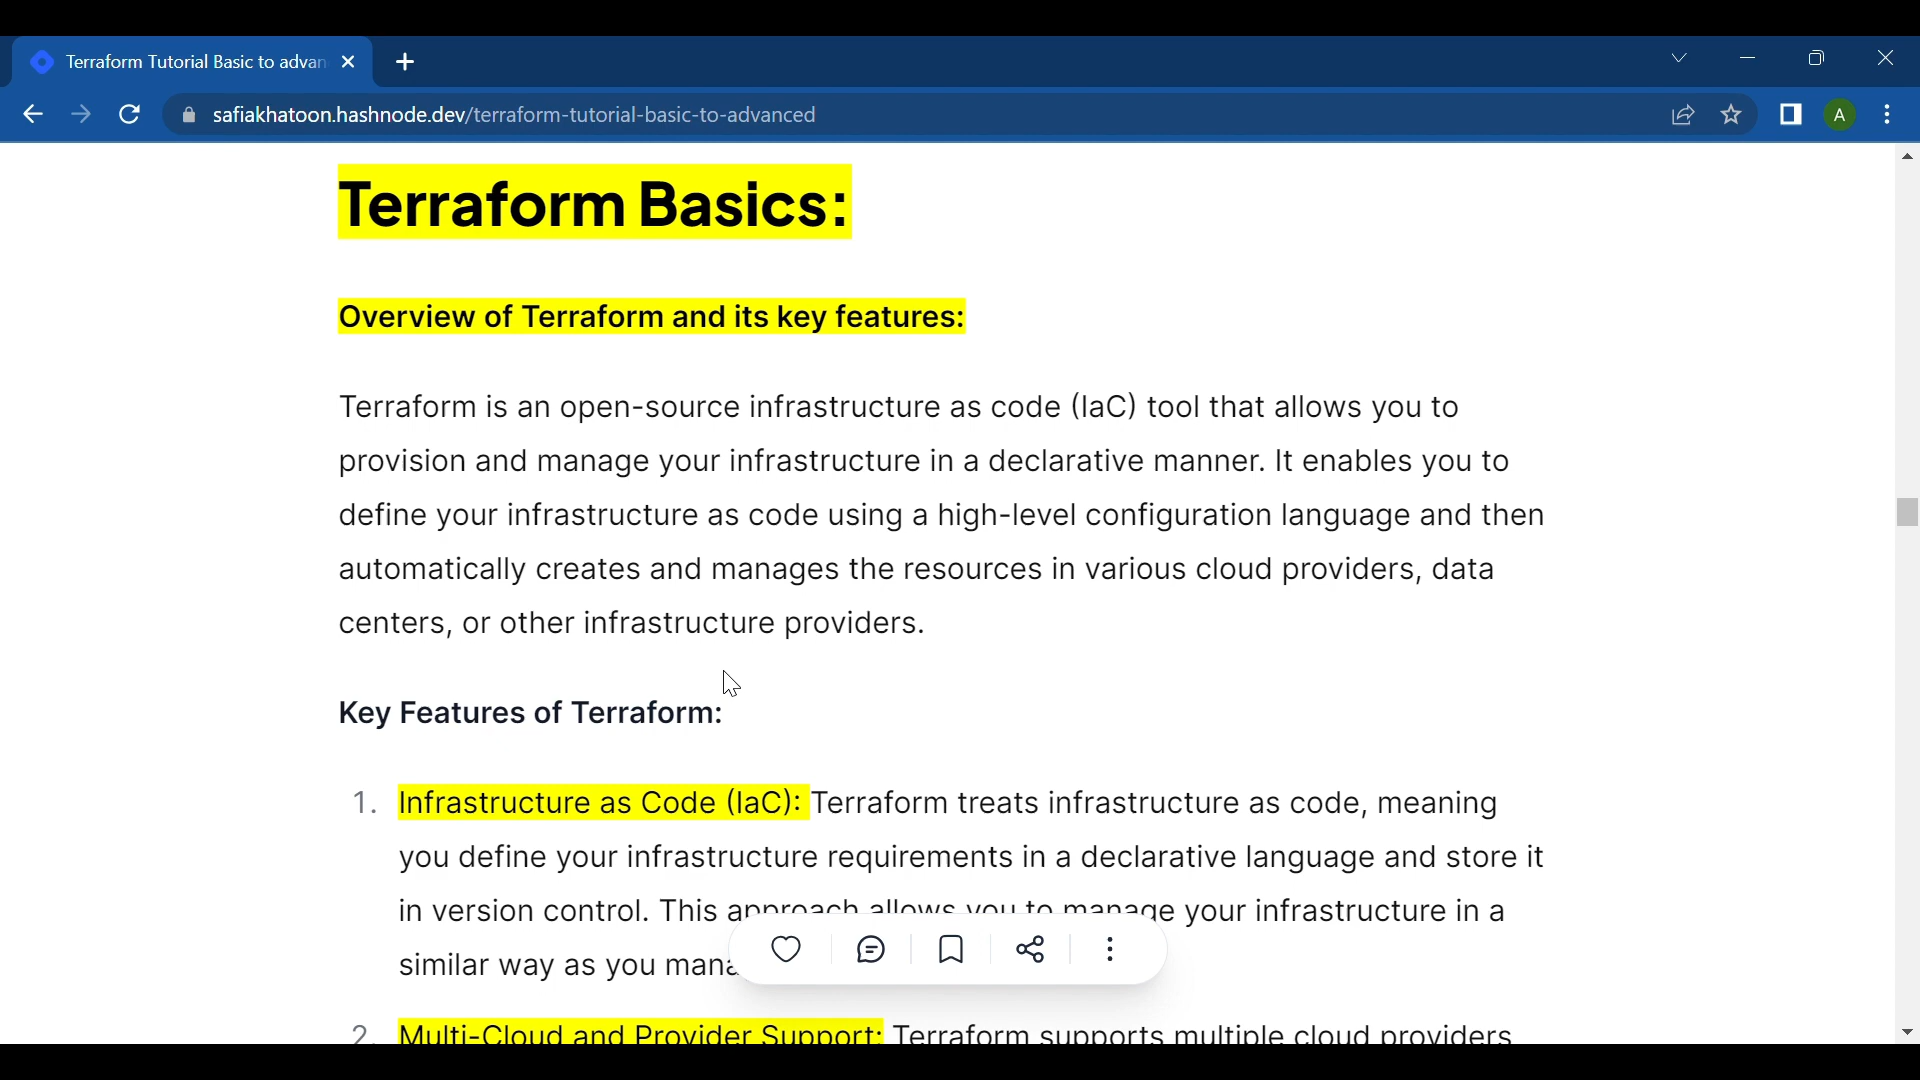 Terraform Tutorial Basic to advan
safiakhatoon.hashnode.dev/terraform-tutorial-basic-to-advanced
A
Terraform Basics:
Overview of Terraform and its key features:
Terraform is an open-source infrastructure as code (IaC) tool that allows you to
provision and manage your infrastructure in a declarative manner. It enables you to
define your infrastructure as code using a high-level configuration language and then
automatically creates and manages the resources in various cloud providers, data
centers, or other infrastructure providers.
Key Features of Terraform:
1. Infrastructure as Code (IaC): Terraform treats infrastructure as code, meaning
you define your infrastructure requirements in a declarative language and store it
in version control. This approach allows you to manage your infrastructure in a
similar way as you mana
2. Multi-Cloud and Provider Support: Terraform supports multiple cloud providers